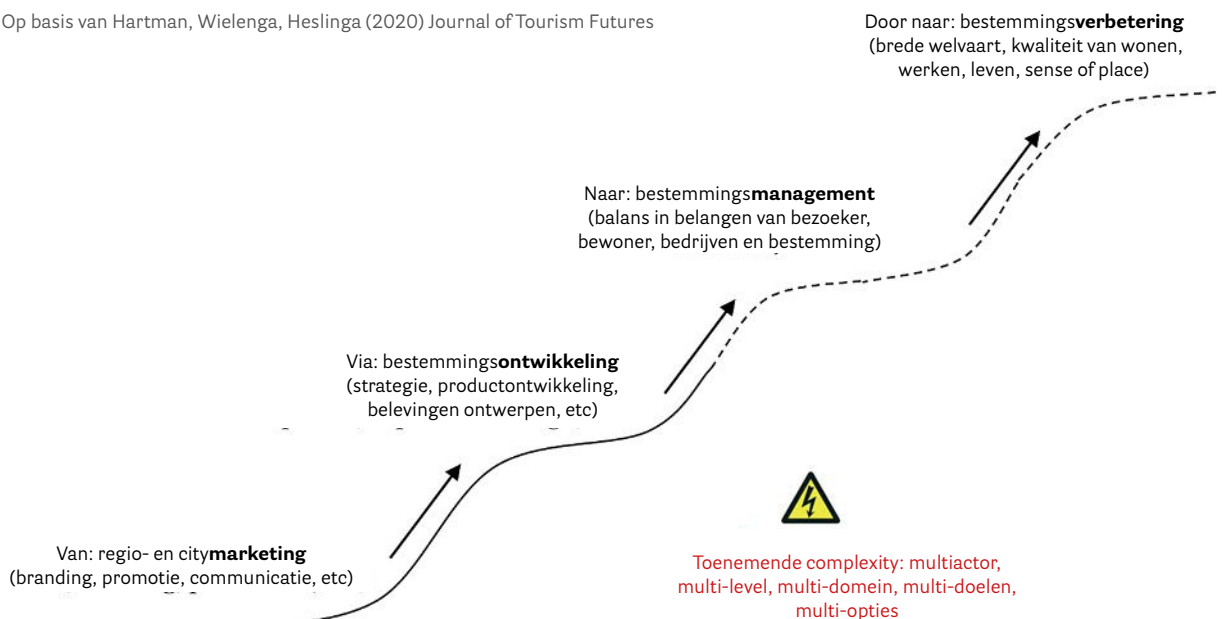 Op basis van Hartman, Wielenga, Heslinga (2020) Journal of Tourism Futures
Door naar: bestemmingsverbetering
(brede welvaart, kwaliteit van wonen,
werken, leven, sense of place)
Naar: bestemmingsmanagement
(balans in belangen van bezoeker,
bewoner, bedrijven en bestemming)
Via: bestemmingsontwikkeling
(strategie, productontwikkeling,
belevingen ontwerpen, etc)
Van: regio- en citymarketing
(branding, promotie, communicatie, etc)
Toenemende complexity: multiactor,
multi-level, multi-domein, multi-doelen,
multi-opties